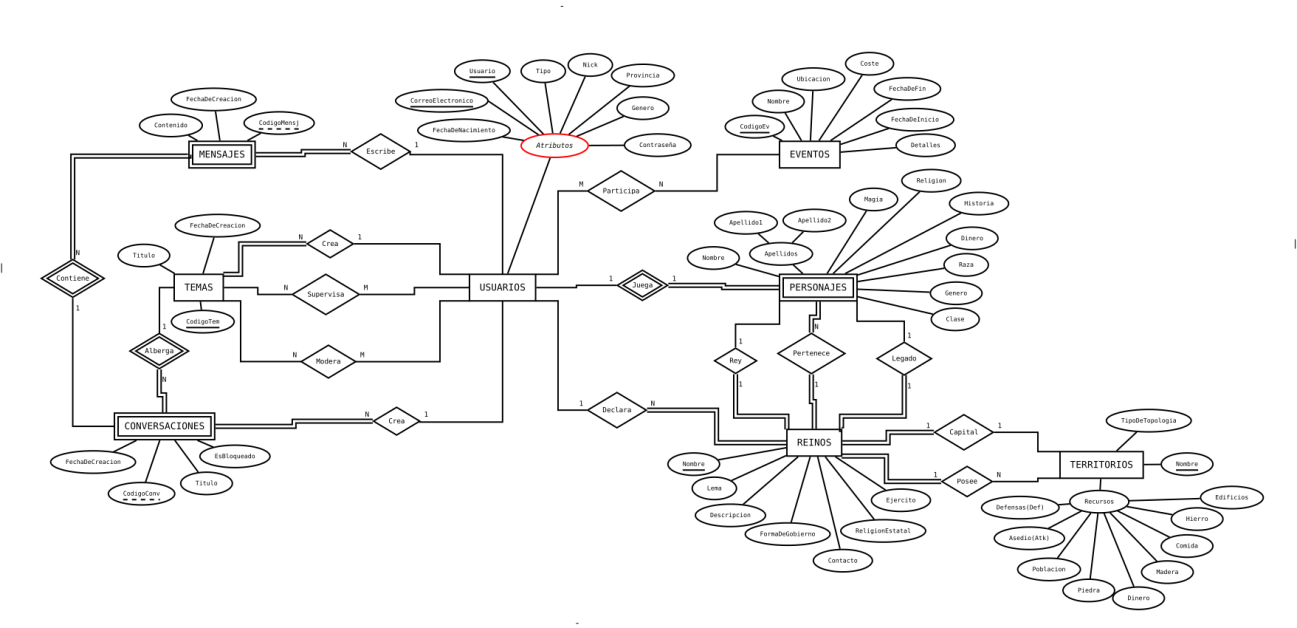 Usuario
Tipo
Nick
Provincia
CorreoElectronico
Genero
FechaDeNacimiento
Atributos
Contraseña
FechaDeCreacion
Contenido
CodigoMensj
MENSAJES
N
Escribe
1
Coste
Ubicacion
FechaDeFin
Nombre
CodigoEv
FechaDeInicio
EVENTOS
Detalles
M
Participa
N
N
Contiene
1
FechaDeCreacion
Titulo
TEMAS
CodigoTem
N
Crea
1
N
Supervisa
M
N
Modera
M
USUARIOS
1
Juega
1
Religion
Magia
Historia
Apellido1
Apellido2
Apellidos
Nombre
Dinero
Raza
PERSONAJES
Genero
Clase
1
Alberga
N
CONVERSACIONES
N
Crea
1
FechaDeCreacion
EsBloqueado
CodigoConv
Titulo
1
Rey
1
N
Pertenece
1
1
Legado
1
1
Declara
N
REINOS
1
Capital
1
1
Posee
N
Nombre
Lema
Descripcion
FormaDeGobierno
Contacto
ReligionEstatal
Ejercito
TipoDeTopologia
TERRITORIOS
Nombre
Recursos
Defensas(Def)
Edificios
Asedio(Atk)
Hierro
Poblacion
Comida
Piedra
Madera
Dinero